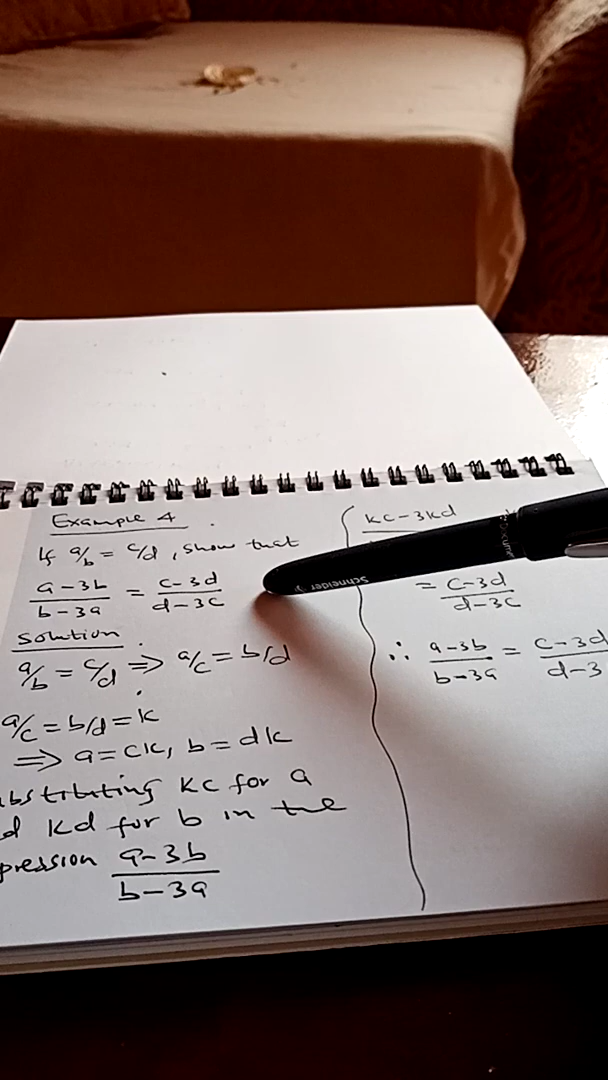 Example 4
If a/b = c/d, show that
a-3b/b-3a = c-3d/d-3c
Solution
a/b = c/d ⟹ a/c = b/d
a/c = b/d = k
⟹ a = ck, b = dk
bstituting kc for a
d kd for b in the
pression a-3b/b-3a
kc-3kd
= c-3d/d-3c
∴ a-3b/b-3a = c-3d/d-3
Schneider